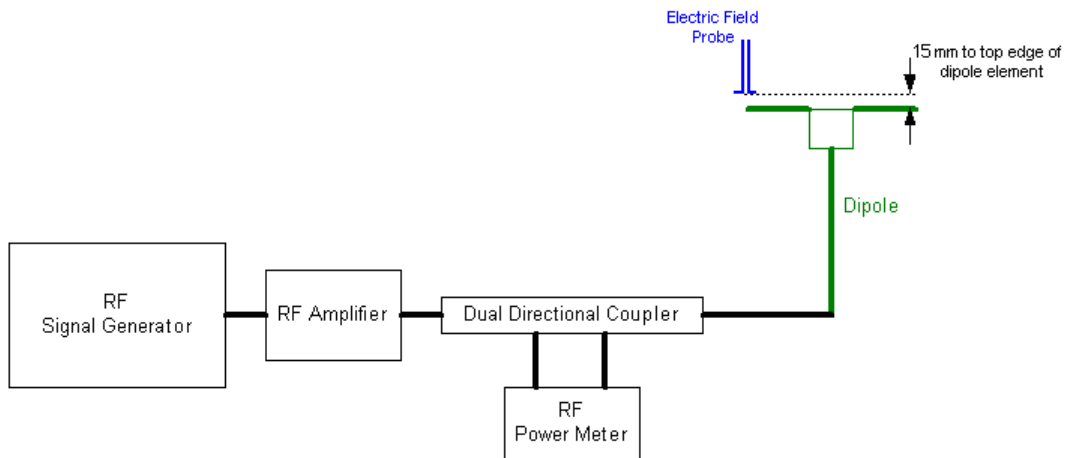 Electric Field
Probe
15 mm to top edge of
dipole element
Dipole
RF
Signal Generator
RF Amplifier
Dual Directional Coupler
RF
Power Meter